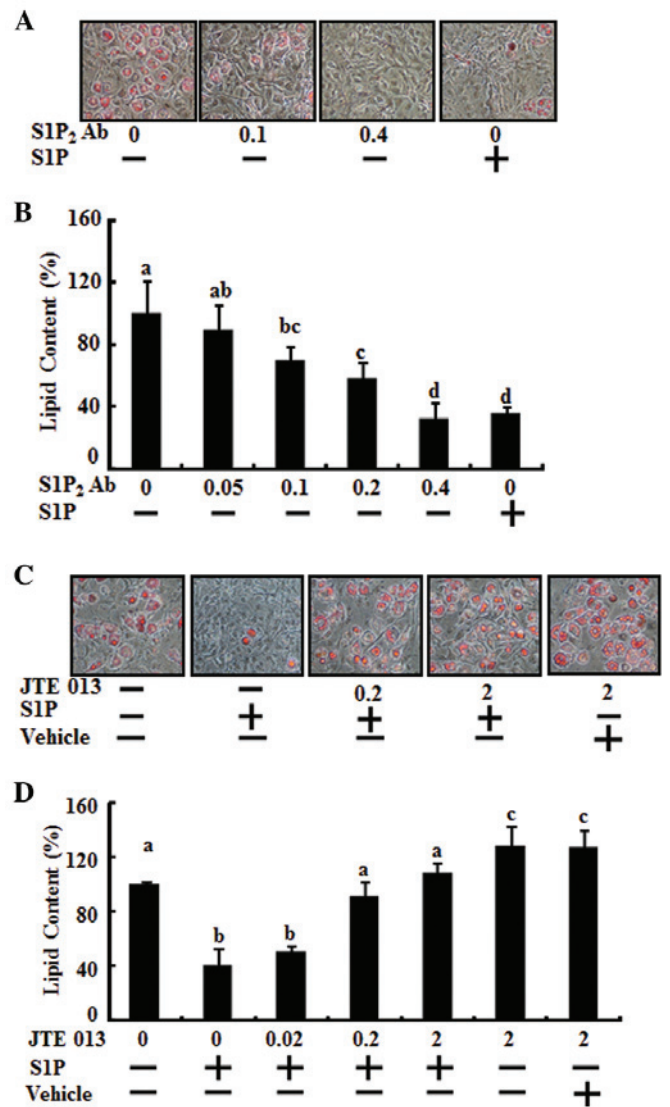 A
S1P₂ Ab 0 0.1 0.4 0
S1P − − − +
B
160
120
80
40
0
Lipid Content (%)
a ab bc c d d
S1P₂ Ab 0 0.05 0.1 0.2 0.4 0
S1P − − − − − +
C
JTE 013 − − 0.2 2 2
S1P − + + + −
Vehicle − − − − +
D
160
120
80
40
0
Lipid Content (%)
a b b a a c c
JTE 013 0 0 0.02 0.2 2 2 2
S1P − + + + + − −
Vehicle − − − − − − +